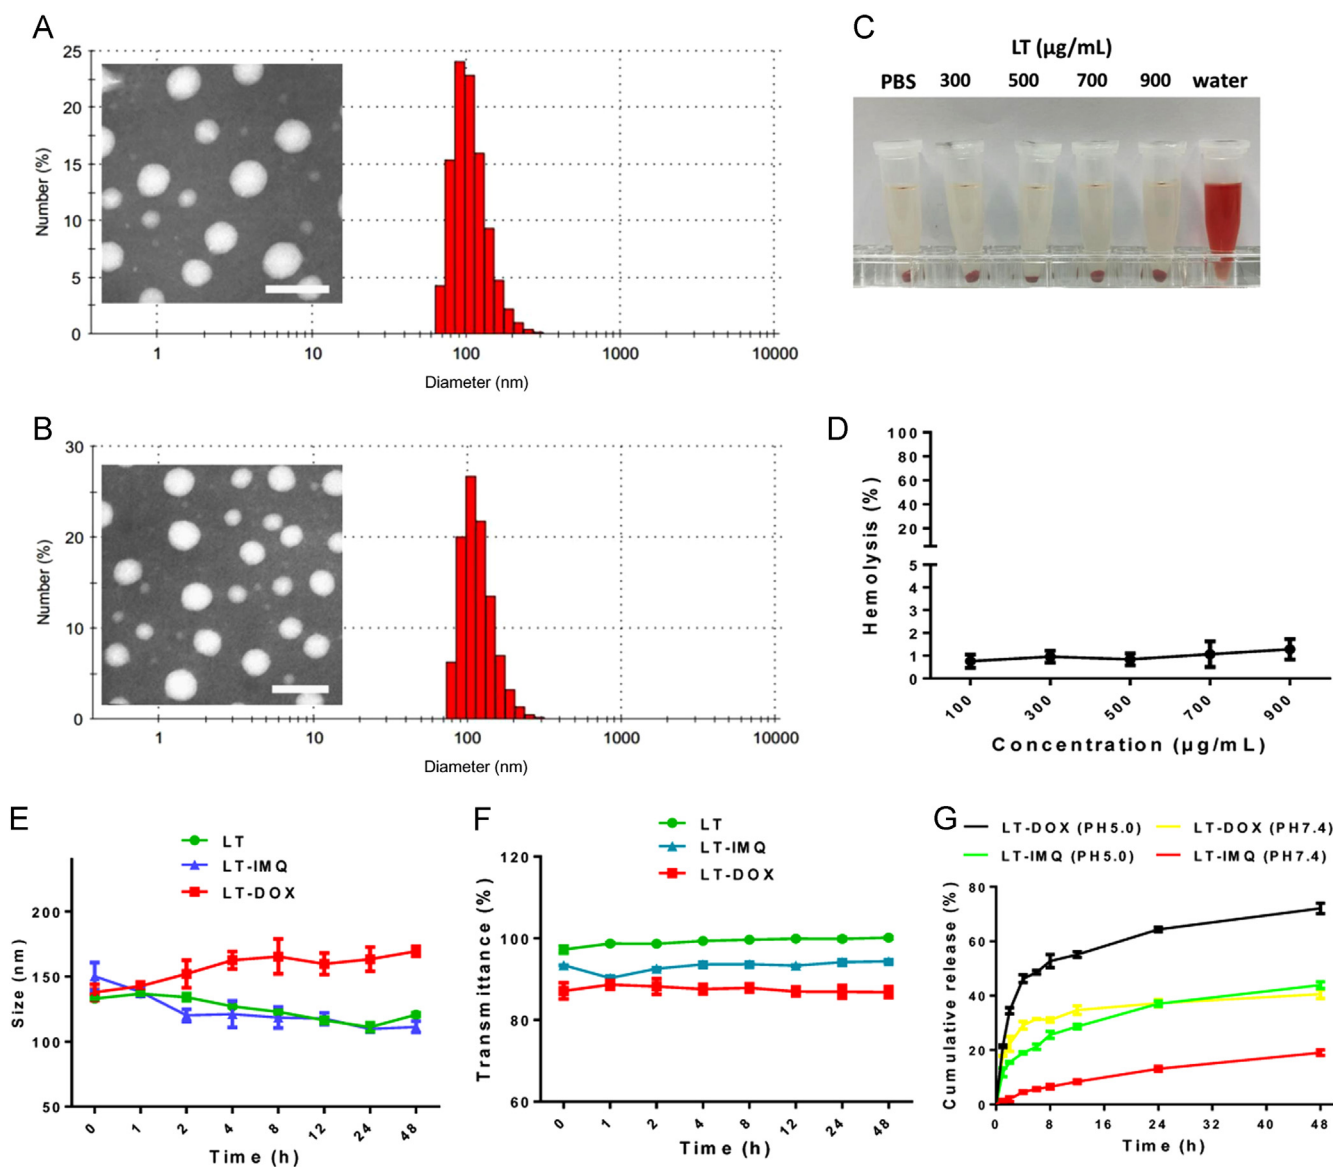 A
25
20
15
10
5
0
Number (%)
1 10 100 1000 10000
Diameter (nm)
B
30
20
10
0
Number (%)
1 10 100 1000 10000
Diameter (nm)
C
LT (µg/mL)
PBS 300 500 700 900 water
D
100
80
60
40
20
5
4
3
2
1
0
Hemolysis (%)
100 300 500 700 900
Concentration (µg/mL)
E
LT
LT-IMQ
LT-DOX
200
150
100
50
Size (nm)
0 1 2 4 8 12 24 48
Time (h)
F
LT
LT-IMQ
LT-DOX
120
100
80
60
Transmittance (%)
0 1 2 4 8 12 24 48
Time (h)
G
LT-DOX (PH5.0) LT-DOX (PH7.4)
LT-IMQ (PH5.0) LT-IMQ (PH7.4)
80
60
40
20
0
Cumulative release (%)
0 8 16 24 32 40 48
Time (h)